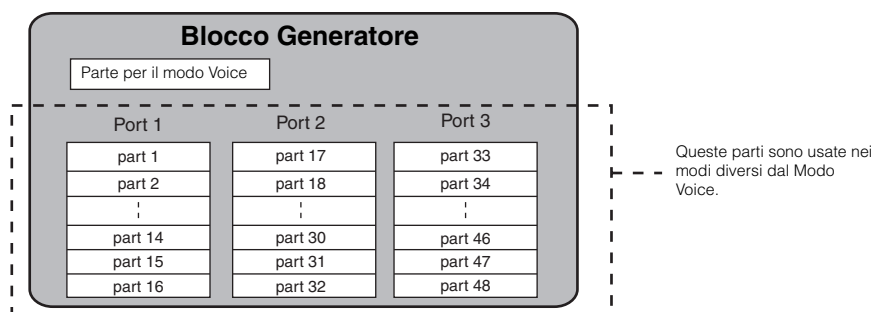 Blocco Generatore
Parte per il modo Voice
Port 1
Port 2
Port 3
part 1
part 17
part 33
part 2
part 18
part 34
part 14
part 30
part 46
part 15
part 31
part 47
part 16
part 32
part 48
Queste parti sono usate nei
modi diversi dal Modo
Voice.